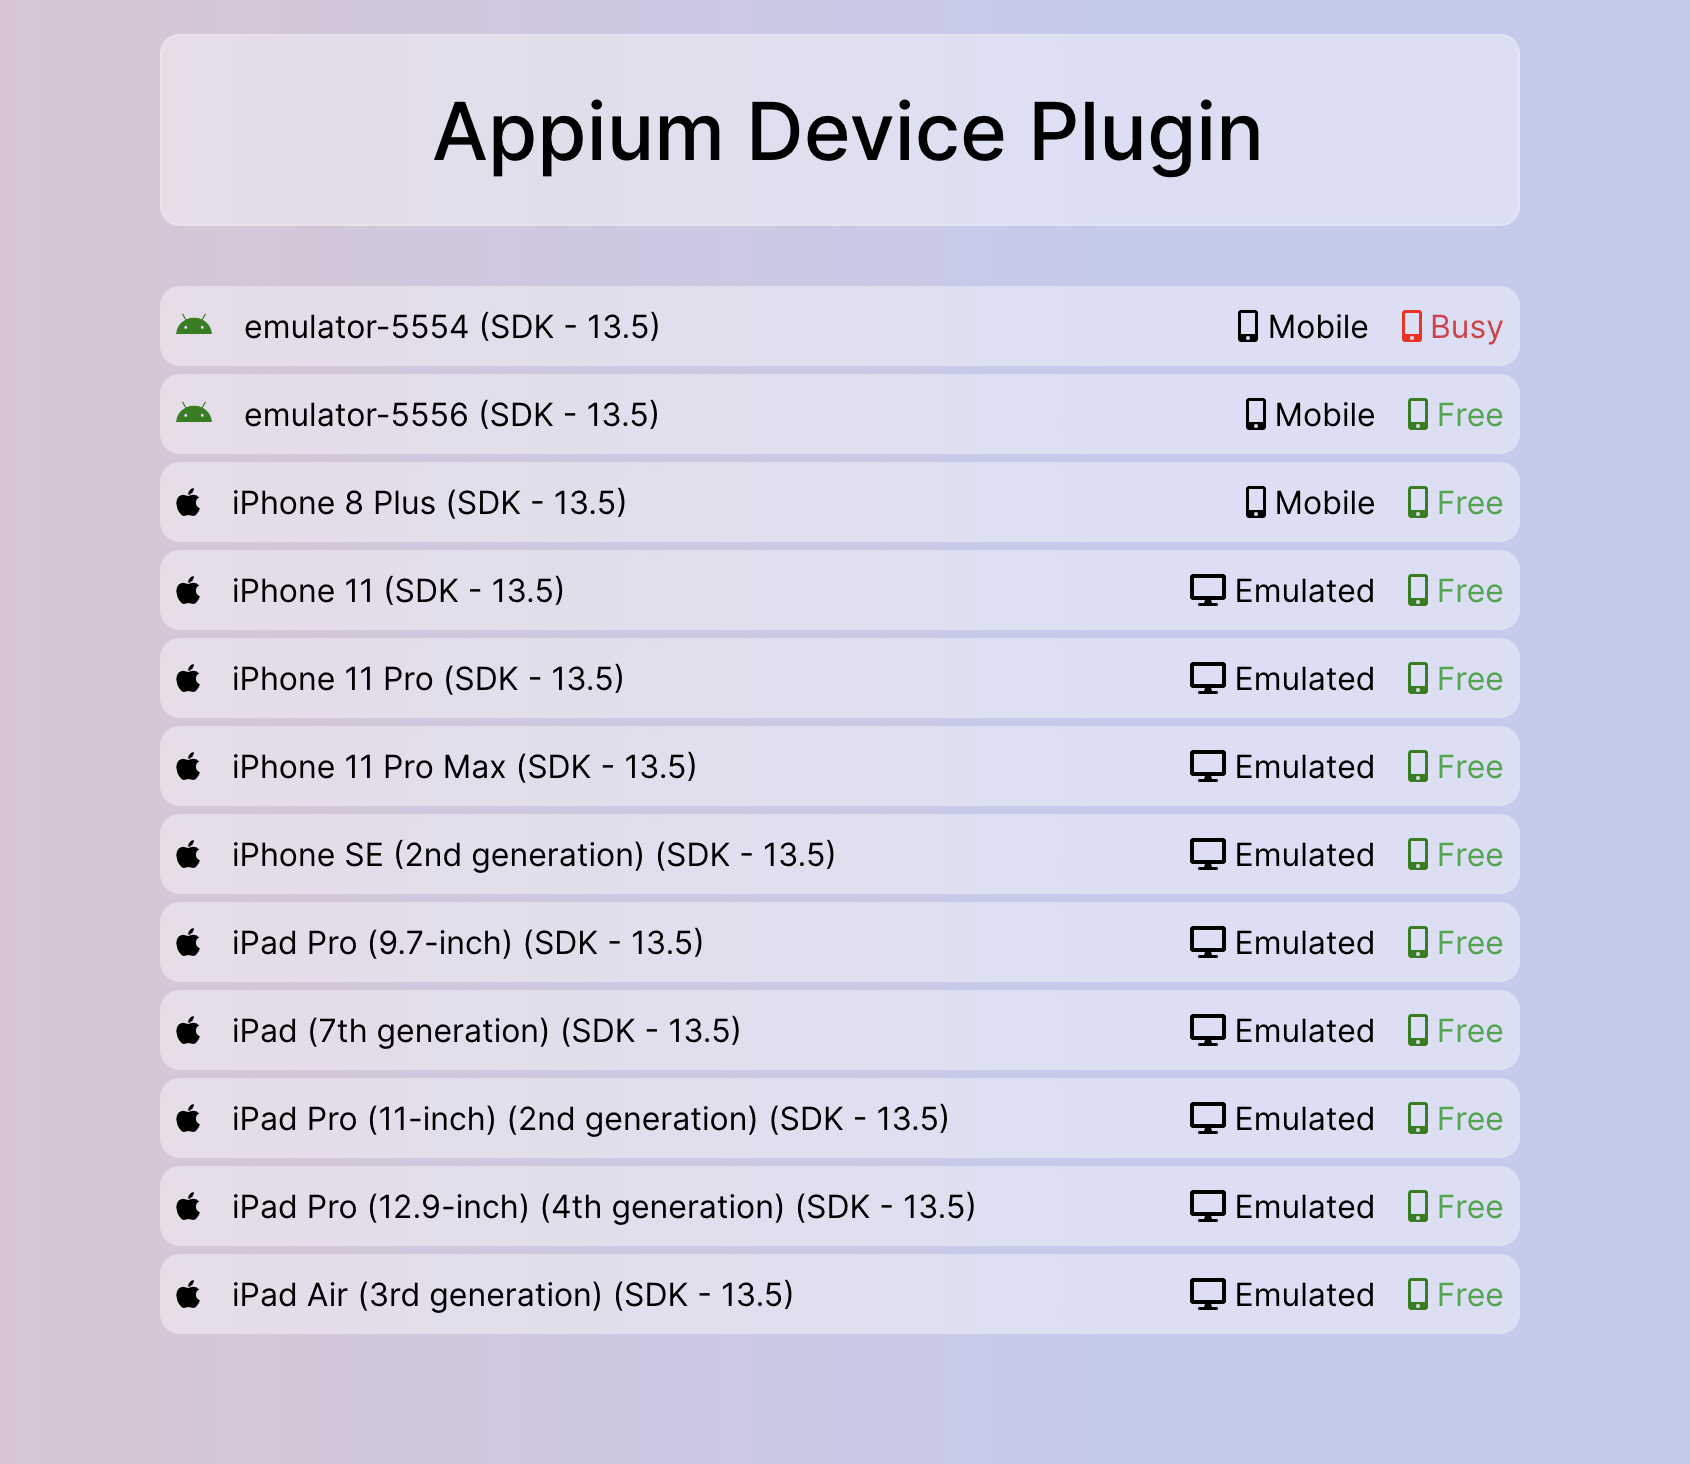 Appium Device Plugin
emulator-5554 (SDK - 13.5) Mobile Busy
emulator-5556 (SDK - 13.5) Mobile Free
iPhone 8 Plus (SDK - 13.5) Mobile Free
iPhone 11 (SDK - 13.5) Emulated Free
iPhone 11 Pro (SDK - 13.5) Emulated Free
iPhone 11 Pro Max (SDK - 13.5) Emulated Free
iPhone SE (2nd generation) (SDK - 13.5) Emulated Free
iPad Pro (9.7-inch) (SDK - 13.5) Emulated Free
iPad (7th generation) (SDK - 13.5) Emulated Free
iPad Pro (11-inch) (2nd generation) (SDK - 13.5) Emulated Free
iPad Pro (12.9-inch) (4th generation) (SDK - 13.5) Emulated Free
iPad Air (3rd generation) (SDK - 13.5) Emulated Free